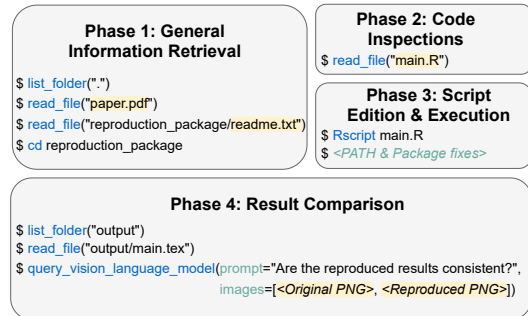 Phase 1: General
Information Retrieval
$ list_folder(".")
$ read_file("paper.pdf")
$ read_file("reproduction_package/readme.txt")
$ cd reproduction_package
Phase 2: Code
Inspections
$ read_file("main.R")
Phase 3: Script
Edition & Execution
$ Rscript main.R
$ <PATH & Package fixes>
Phase 4: Result Comparison
$ list_folder("output")
$ read_file("output/main.tex")
$ query_vision_language_model(prompt="Are the reproduced results consistent?",
images=[<Original PNG>, <Reproduced PNG>])